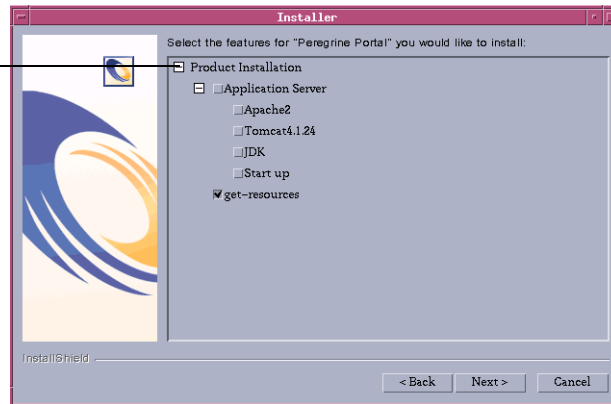 Installer
Select the features for "Peregrine Portal" you would like to install:
Product Installation
Application Server
Apache2
Tomcat4.1.24
JDK
Start up
get-resources
InstallShield
< Back Next > Cancel